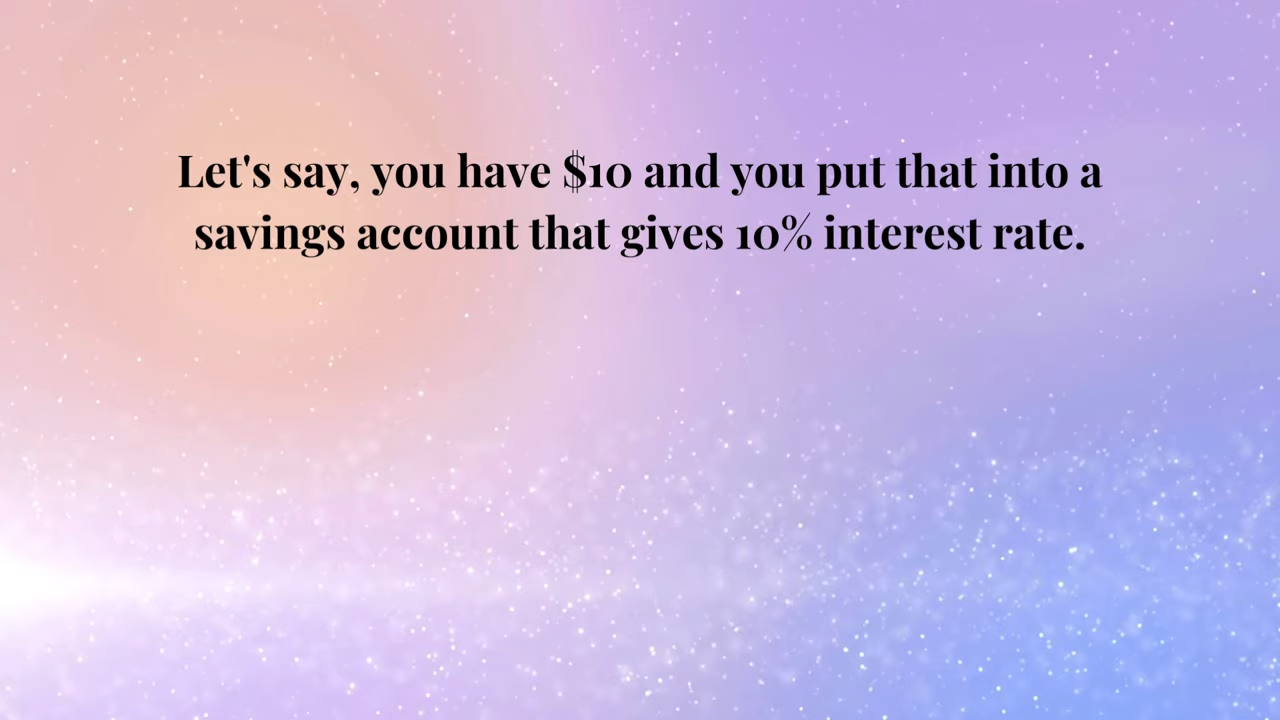 Let's say, you have $10 and you put that into a
savings account that gives 10% interest rate.